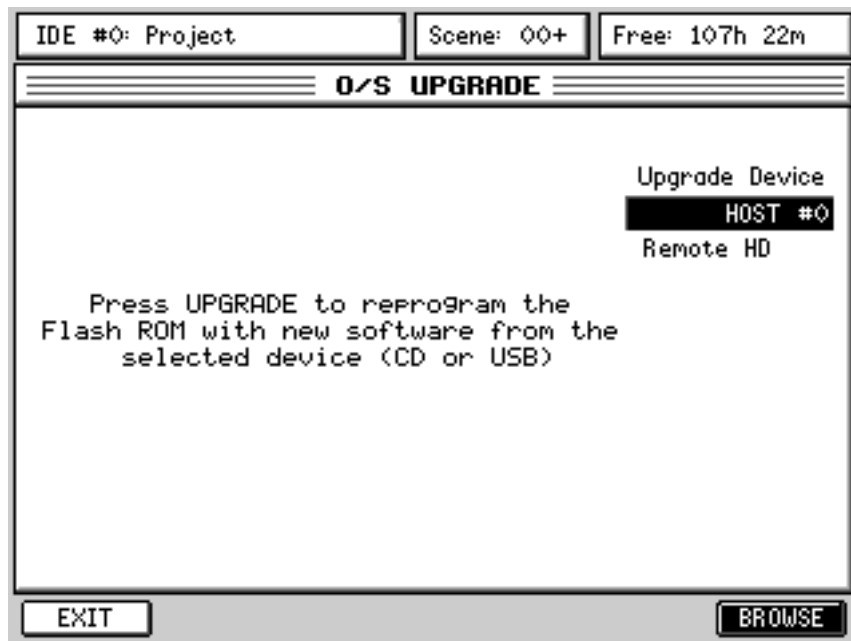 IDE #0: Project
Scene: 00+
Free: 107h 22m
O/S UPGRADE
Upgrade Device
HOST #0
Remote HD
Press UPGRADE to reprogram the
Flash ROM with new software from the
selected device (CD or USB)
EXIT
BROWSE